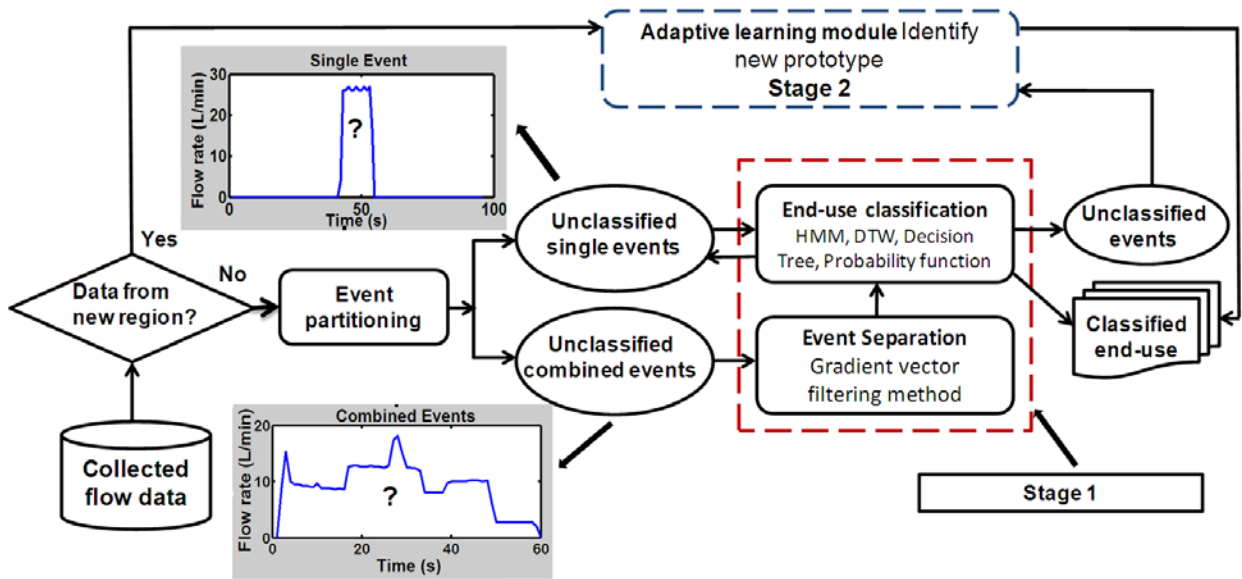 Adaptive learning module Identify
new prototype
Stage 2
Single Event
Flow rate (L/min)
30
20
10
0
?
0
50
100
Time (s)
Yes
No
Data from
new region?
Event
partitioning
Unclassified
single events
End-use classification
HMM, DTW, Decision
Tree, Probability function
Unclassified
events
Unclassified
combined events
Event Separation
Gradient vector
filtering method
Classified
end-use
Collected
flow data
Combined Events
Flow rate (L/min)
20
10
0
?
0
20
40
60
Time (s)
Stage 1